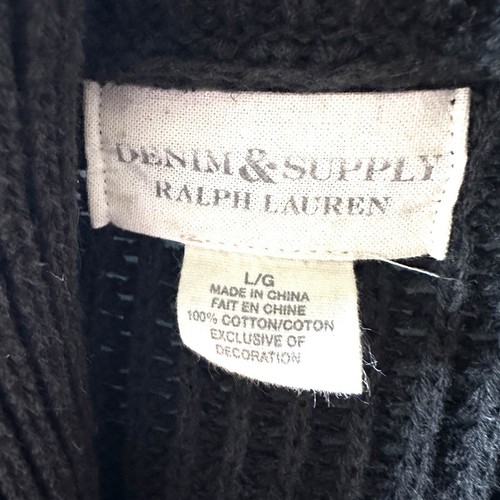 DENIM & SUPPLY
RALPH LAUREN
L/G
MADE IN CHINA
FAIT EN CHINE
100% COTTON/COTON
EXCLUSIVE OF
DECORATION